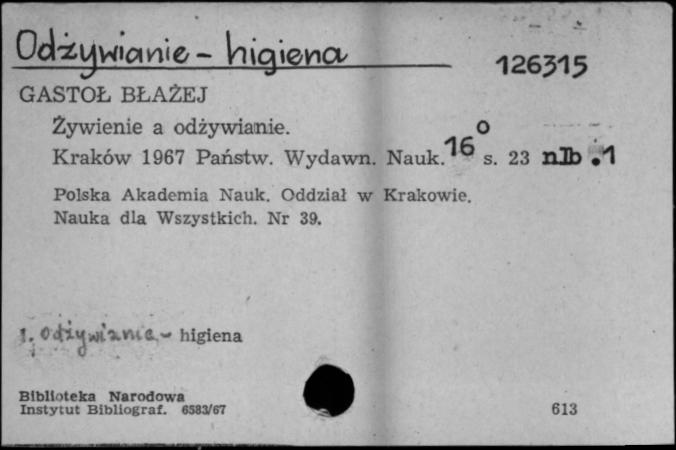 Odżywianie - higiena
126315
GASTOŁ BŁAŻEJ
Żywienie a odżywianie.
Kraków 1967 Państw. Wydawn. Nauk. 16° s. 23 nlb .1
Polska Akademia Nauk. Oddział w Krakowie.
Nauka dla Wszystkich. Nr 39.
1. Odżywianie - higiena
Biblioteka Narodowa
Instytut Bibliograf. 6583/67
613